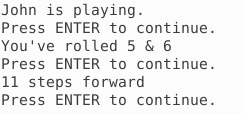 John is playing.
Press ENTER to continue.
You've rolled 5 & 6
Press ENTER to continue.
11 steps forward
Press ENTER to continue.